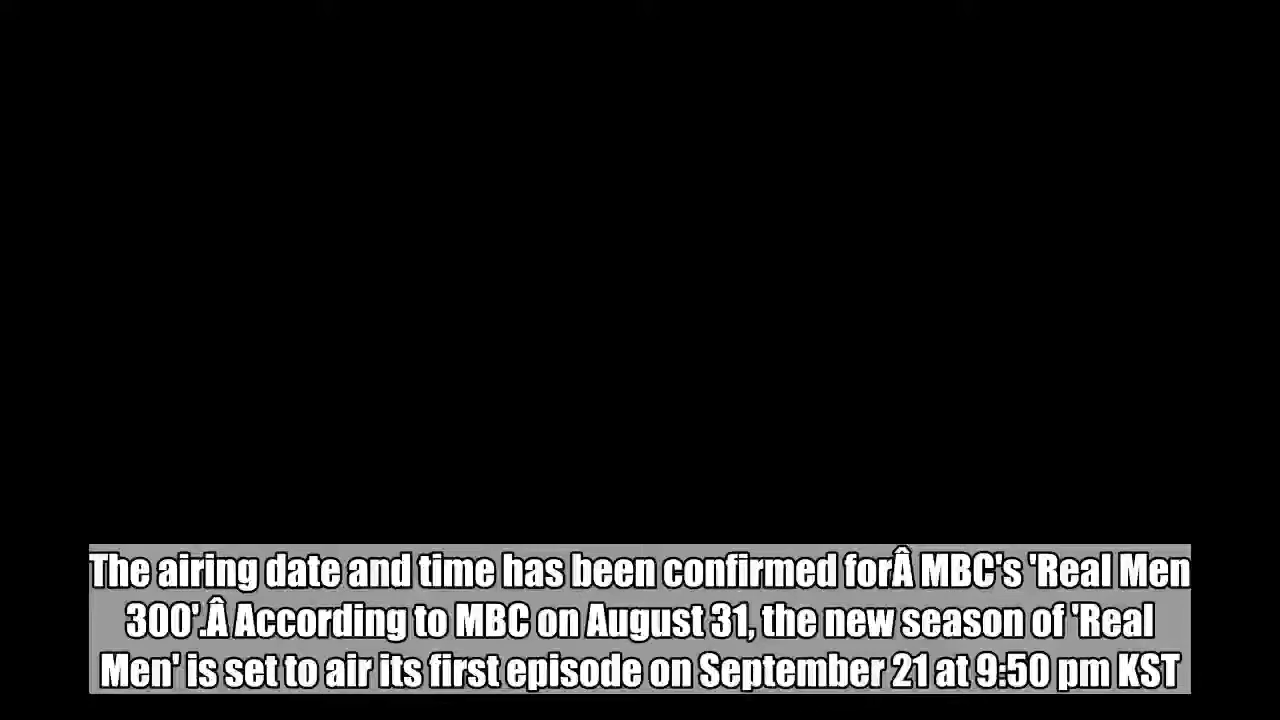 The airing date and time has been confirmed forÂ MBC's 'Real Men
300'.Â According to MBC on August 31, the new season of 'Real
Men' is set to air its first episode on September 21 at 9:50 pm KST